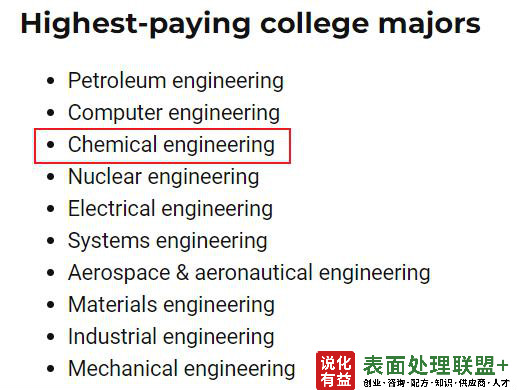 Highest-paying college majors
• Petroleum engineering
• Computer engineering
• Chemical engineering
• Nuclear engineering
• Electrical engineering
• Systems engineering
• Aerospace & aeronautical engineering
• Materials engineering
• Industrial engineering
• Mechanical engineering
说化有益
表面处理联盟+
创业·咨询·配方·知识·供应商·人才